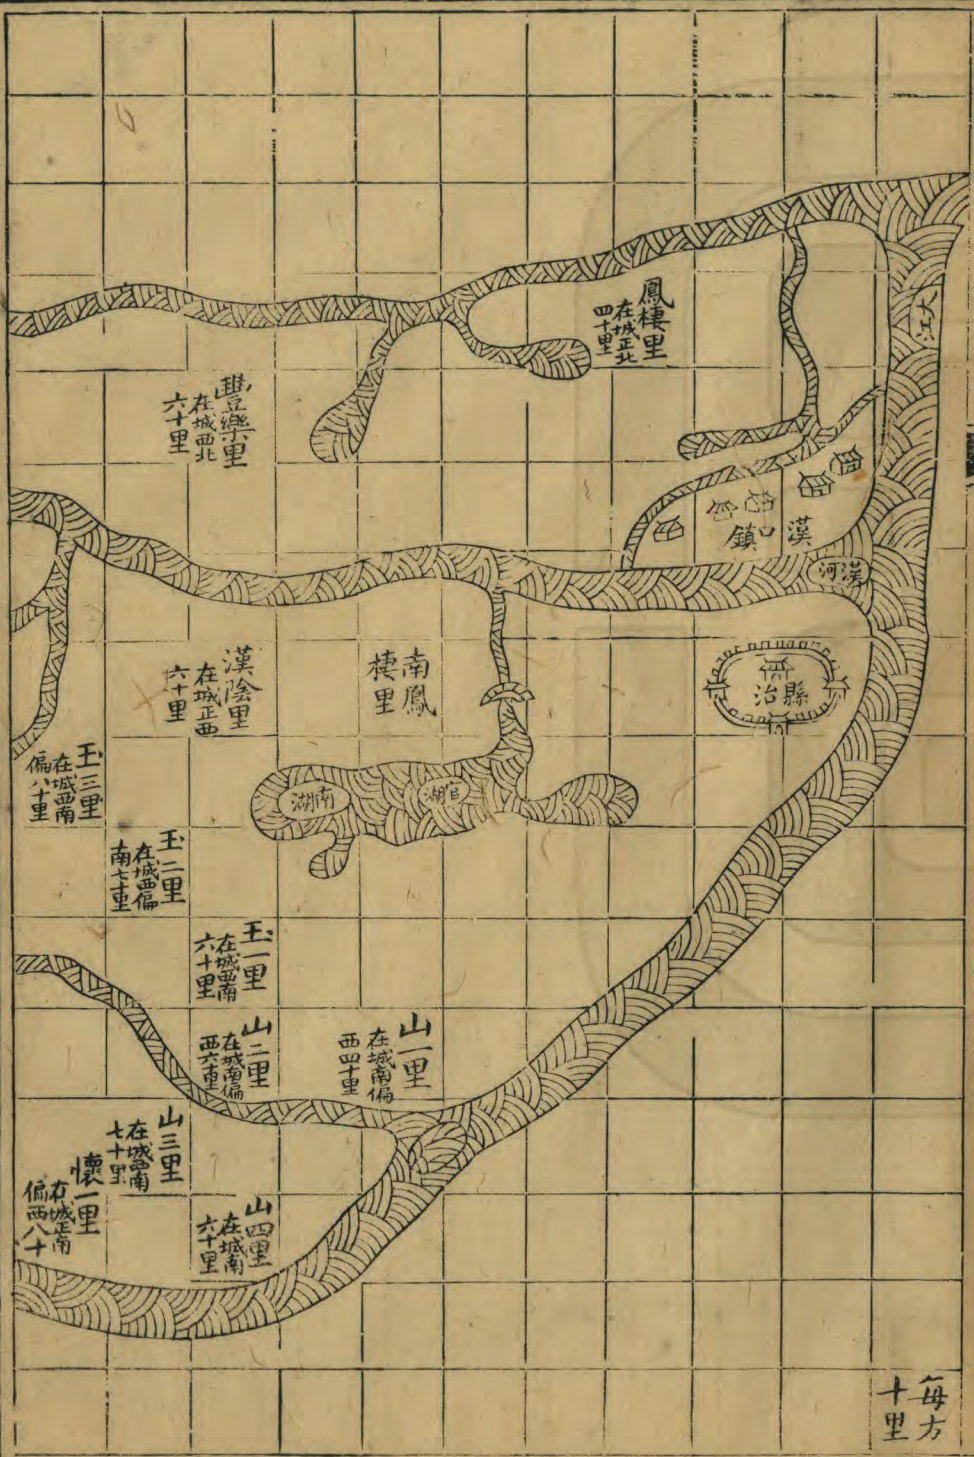 大江
鳳棲里
在城正北
四十里
豐樂里
在城西北
六十里
漢口鎮
漢河
縣治
南鳳
棲里
漢陰里
在城正西
六十里
官湖
南湖
玉三里
在城西南
偏八十里
玉二里
在城西偏
南七十里
玉一里
在城西南
六十里
山一里
在城南偏
西四十里
山二里
在城南偏
西六十里
山三里
在城西南
七十里
懷一里
在城正南
偏西八十
山四里
在城南
六十里
每方
十里